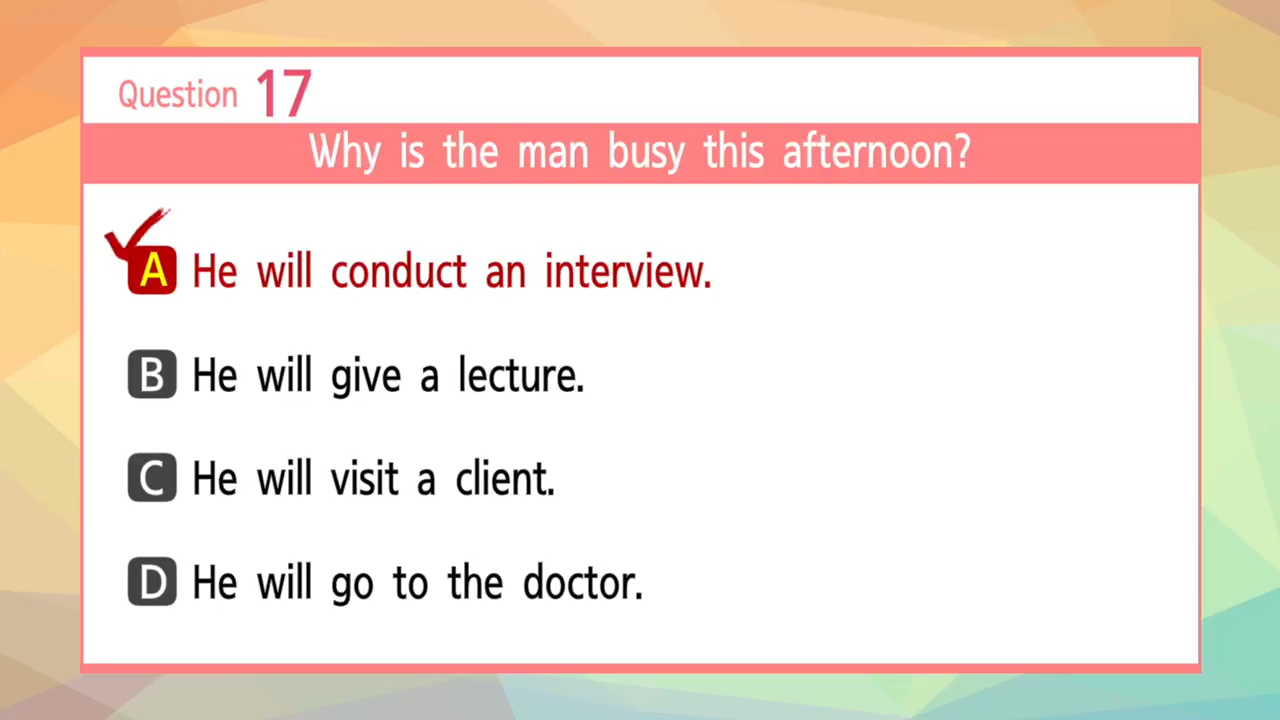 Question 17
Why is the man busy this afternoon?
A He will conduct an interview.
B He will give a lecture.
C He will visit a client.
D He will go to the doctor.